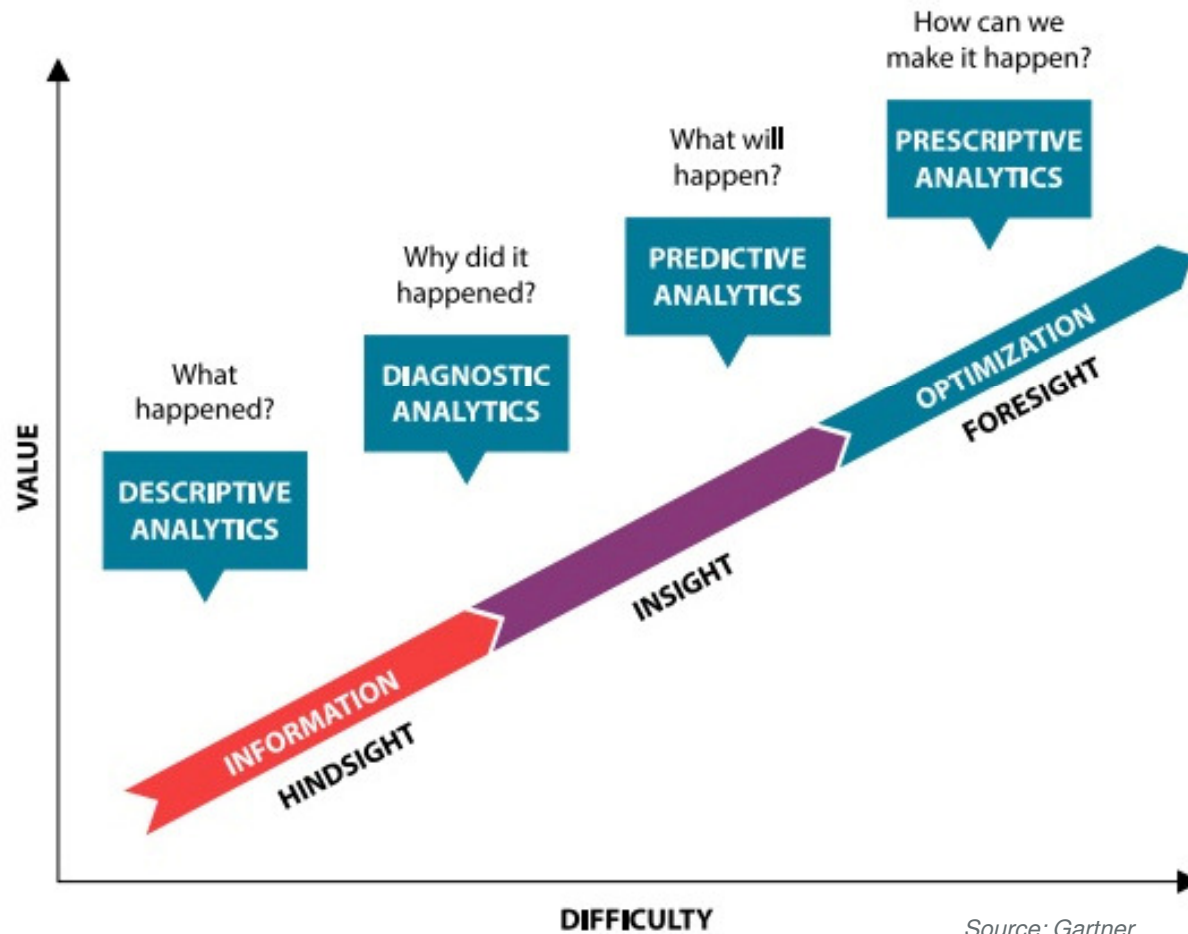 How can we
make it happen?
PRESCRIPTIVE
ANALYTICS
What will
happen?
PREDICTIVE
ANALYTICS
Why did it
happened?
DIAGNOSTIC
ANALYTICS
What
happened?
DESCRIPTIVE
ANALYTICS
VALUE
OPTIMIZATION
FORESIGHT
INSIGHT
INFORMATION
HINDSIGHT
DIFFICULTY
Source: Gartner